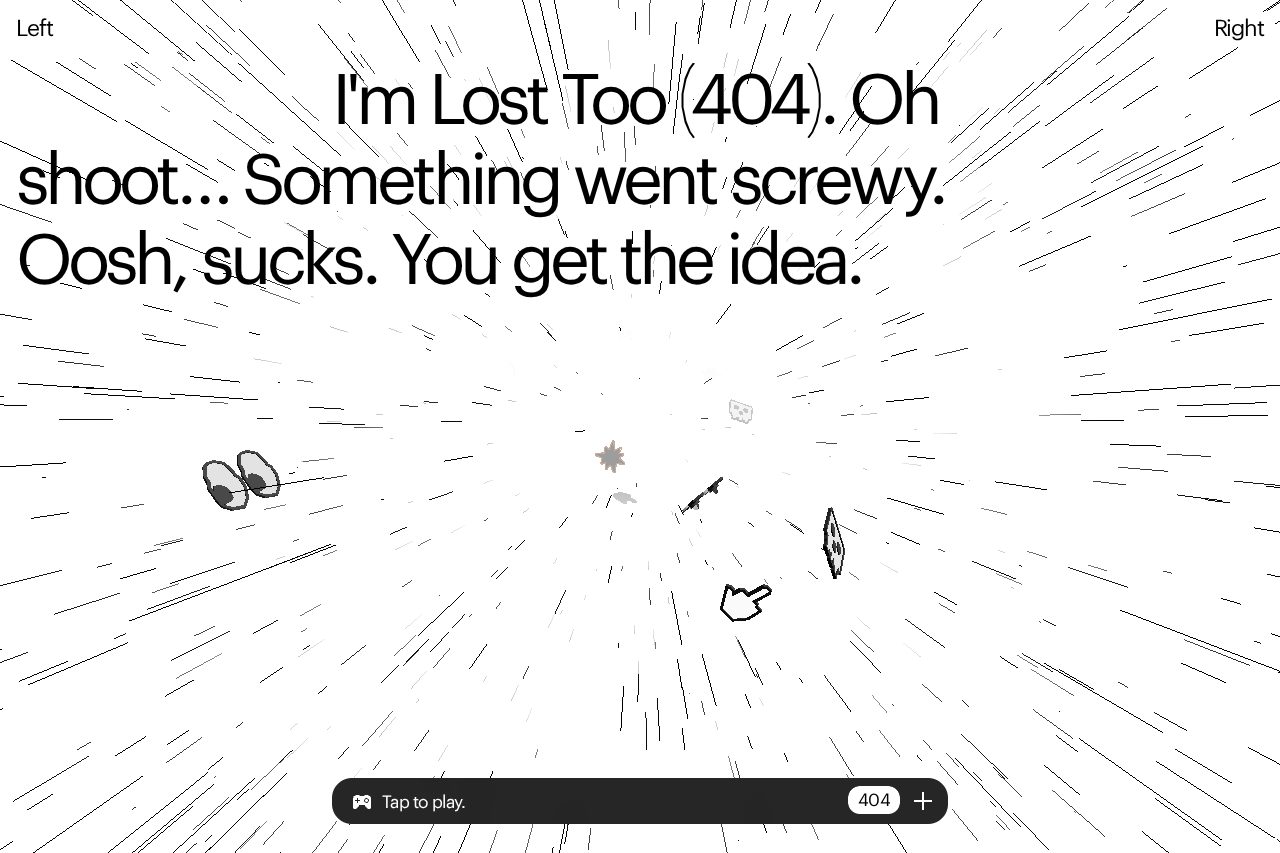 Left
Right
I'm Lost Too (404). Oh
shoot… Something went screwy.
Oosh, sucks. You get the idea.
Tap to play.
404